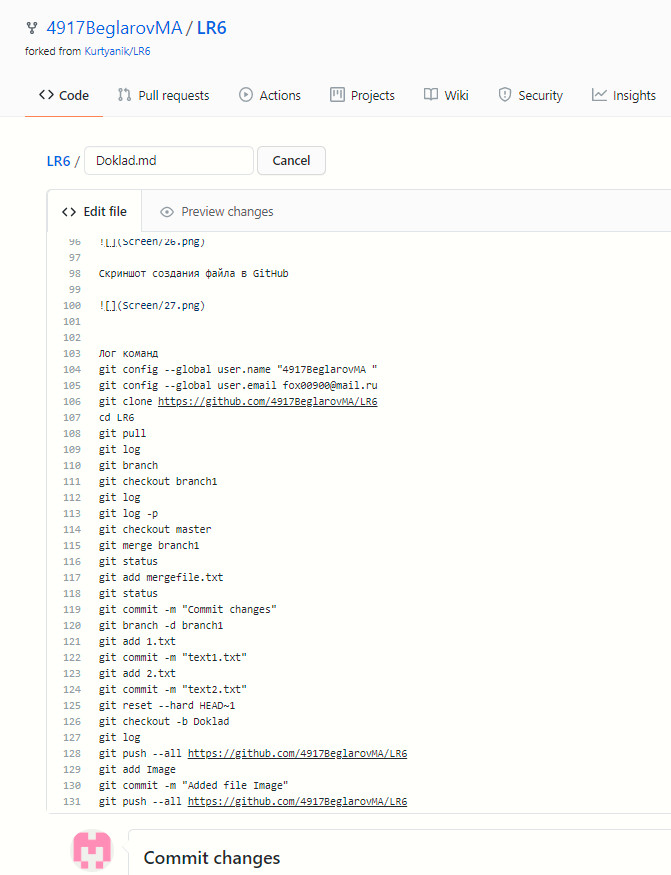 4917BeglarovMA / LR6
forked from Kurtyanik/LR6
Code Pull requests Actions Projects Wiki Security Insights
LR6 / Doklad.md Cancel
Edit file Preview changes
96 ![](Screen/26.png)
97
98 Скриншот создания файла в GitHub
99
100 ![](Screen/27.png)
101
102
103 Лог команд
104 git config --global user.name "4917BeglarovMA "
105 git config --global user.email fox00900@mail.ru
106 git clone https://github.com/4917BeglarovMA/LR6
107 cd LR6
108 git pull
109 git log
110 git branch
111 git checkout branch1
112 git log
113 git log -p
114 git checkout master
115 git merge branch1
116 git status
117 git add mergefile.txt
118 git status
119 git commit -m "Commit changes"
120 git branch -d branch1
121 git add 1.txt
122 git commit -m "text1.txt"
123 git add 2.txt
124 git commit -m "text2.txt"
125 git reset --hard HEAD~1
126 git checkout -b Doklad
127 git log
128 git push --all https://github.com/4917BeglarovMA/LR6
129 git add Image
130 git commit -m "Added file Image"
131 git push --all https://github.com/4917BeglarovMA/LR6
Commit changes